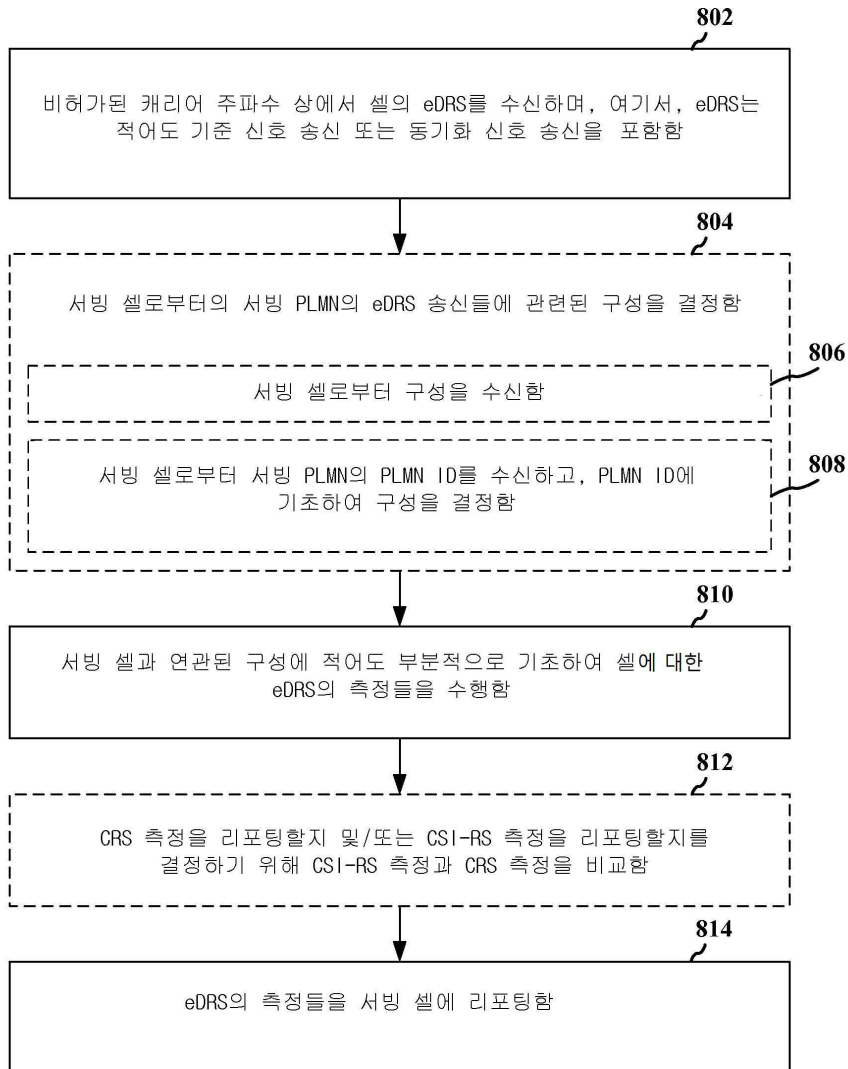 802
비허가된 캐리어 주파수 상에서 셀의 eDRS를 수신하며, 여기서, eDRS는
적어도 기준 신호 송신 또는 동기화 신호 송신을 포함함
804
서빙 셀로부터의 서빙 PLMN의 eDRS 송신들에 관련된 구성을 결정함
806
서빙 셀로부터 구성을 수신함
808
서빙 셀로부터 서빙 PLMN의 PLMN ID를 수신하고, PLMN ID에
기초하여 구성을 결정함
810
서빙 셀과 연관된 구성에 적어도 부분적으로 기초하여 셀에 대한
eDRS의 측정들을 수행함
812
CRS 측정을 리포팅할지 및/또는 CSI-RS 측정을 리포팅할지를
결정하기 위해 CSI-RS 측정과 CRS 측정을 비교함
814
eDRS의 측정들을 서빙 셀에 리포팅함